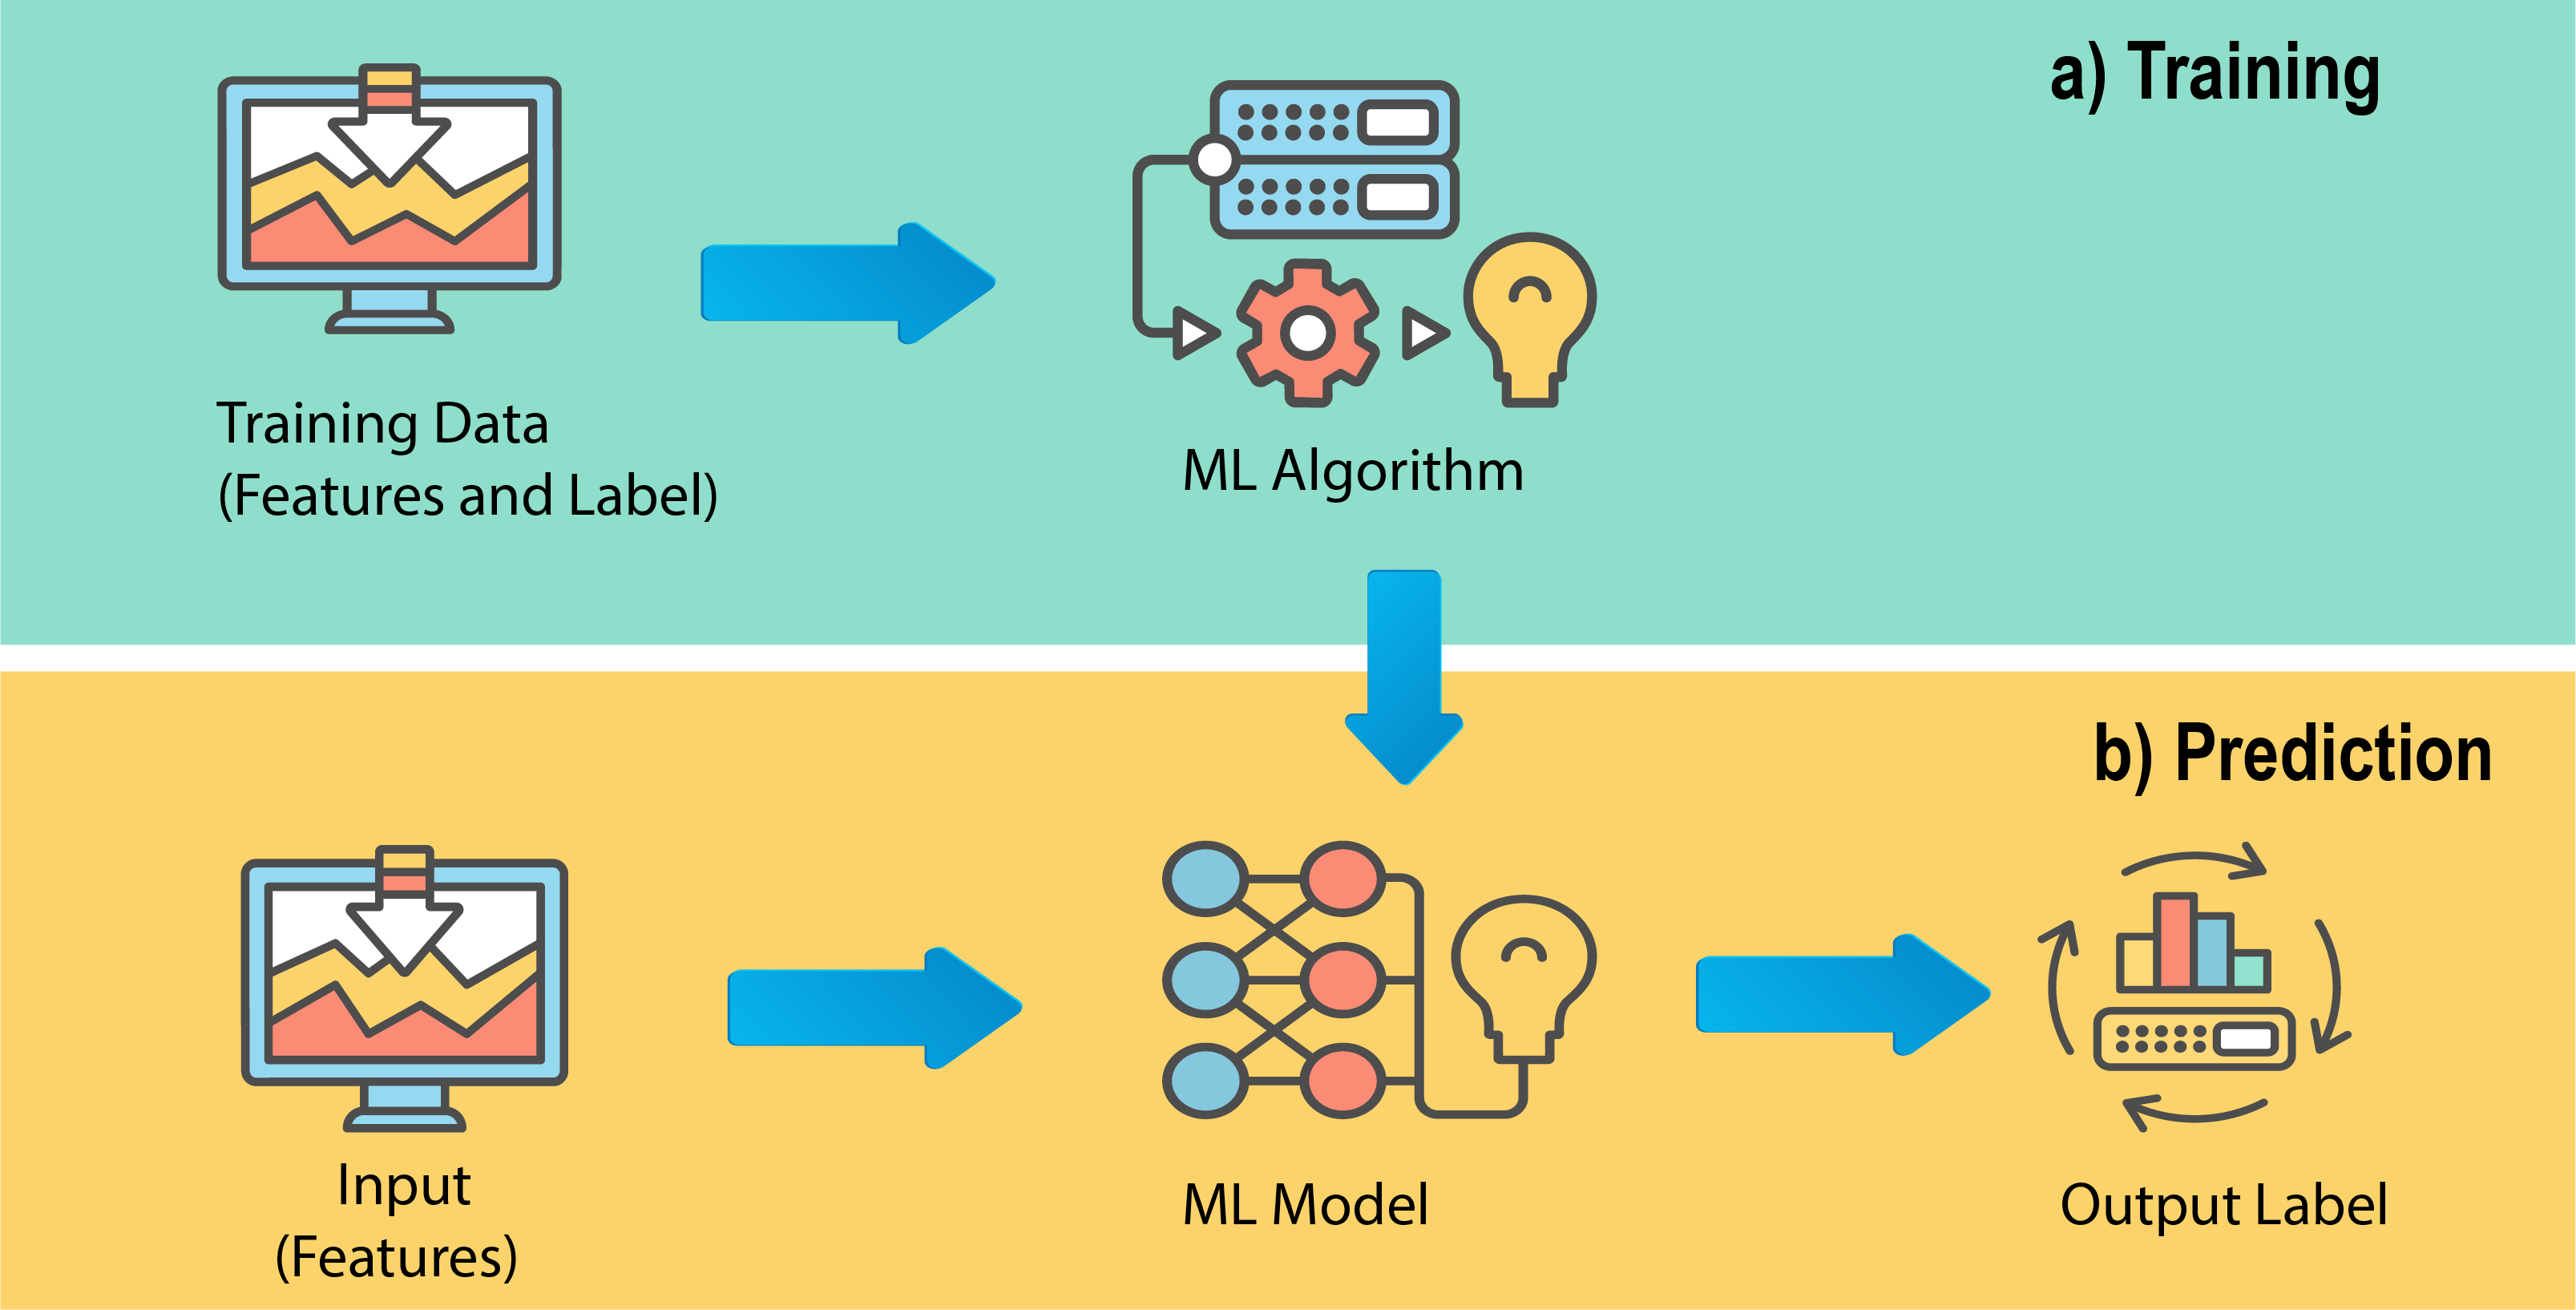 a) Training
Training Data
(Features and Label)
ML Algorithm
b) Prediction
Input
(Features)
ML Model
Output Label